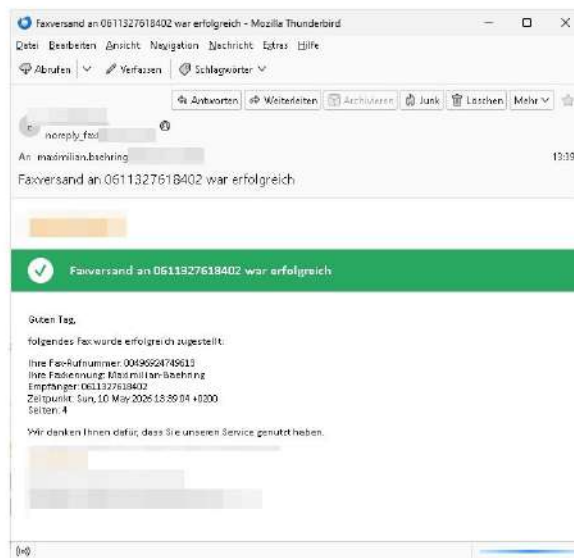 Faxversand an 0611327618402 war erfolgreich - Mozilla Thunderbird
Datei Bearbeiten Ansicht Navigation Nachricht Extras Hilfe
Abrufen Verfassen Schlagwörter
Antworten Weiterleiten Archivieren Junk Löschen Mehr
noreply_fax
An maximilian.baehring
13:39
Faxversand an 0611327618402 war erfolgreich
Faxversand an 0611327618402 war erfolgreich
Guten Tag,
folgendes Fax wurde erfolgreich zugestellt:
Ihre Fax-Rufnummer: 00496924749613
Ihre Faxkennung: Maximilian-Baehring
Empfänger: 0611327618402
Zeitpunkt: Sun, 10 May 2026 13:39:04 +0200
Seiten: 4
Wir danken Ihnen dafür, dass Sie unseren Service genutzt haben.